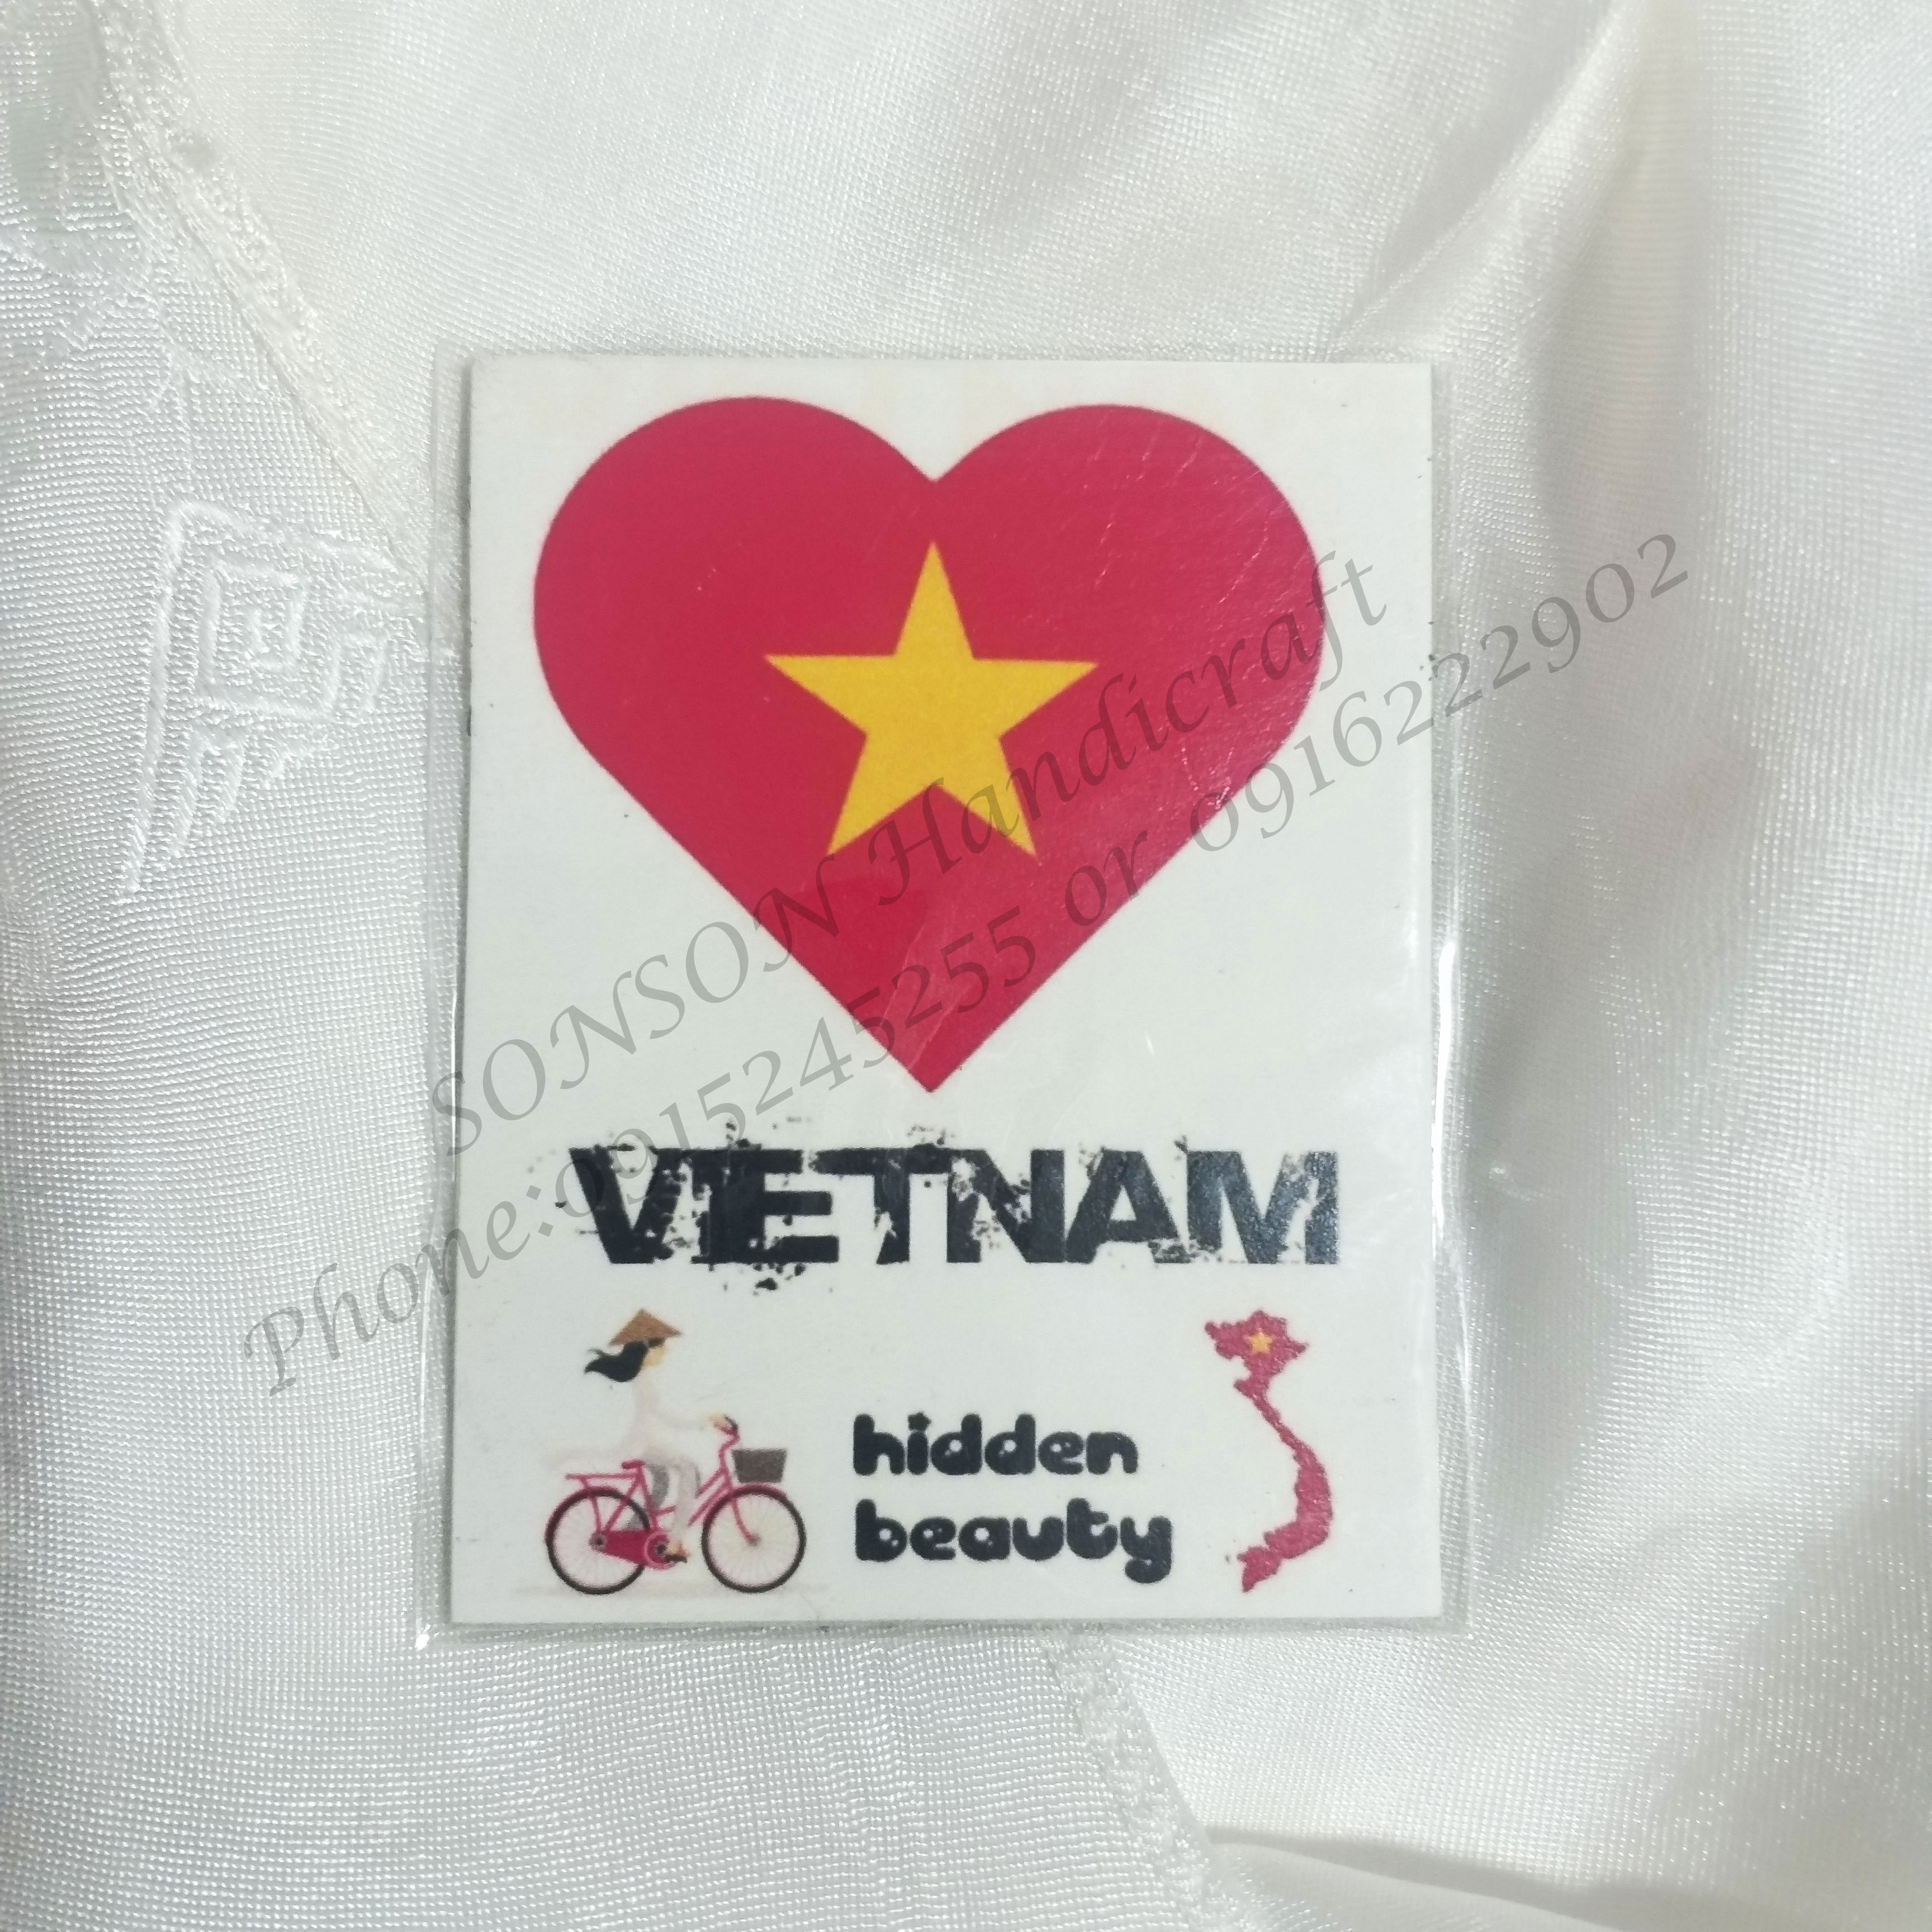 SONSON Handicraft
Phone:0915245255 or 0916222902
VIETNAM
hidden
beauty